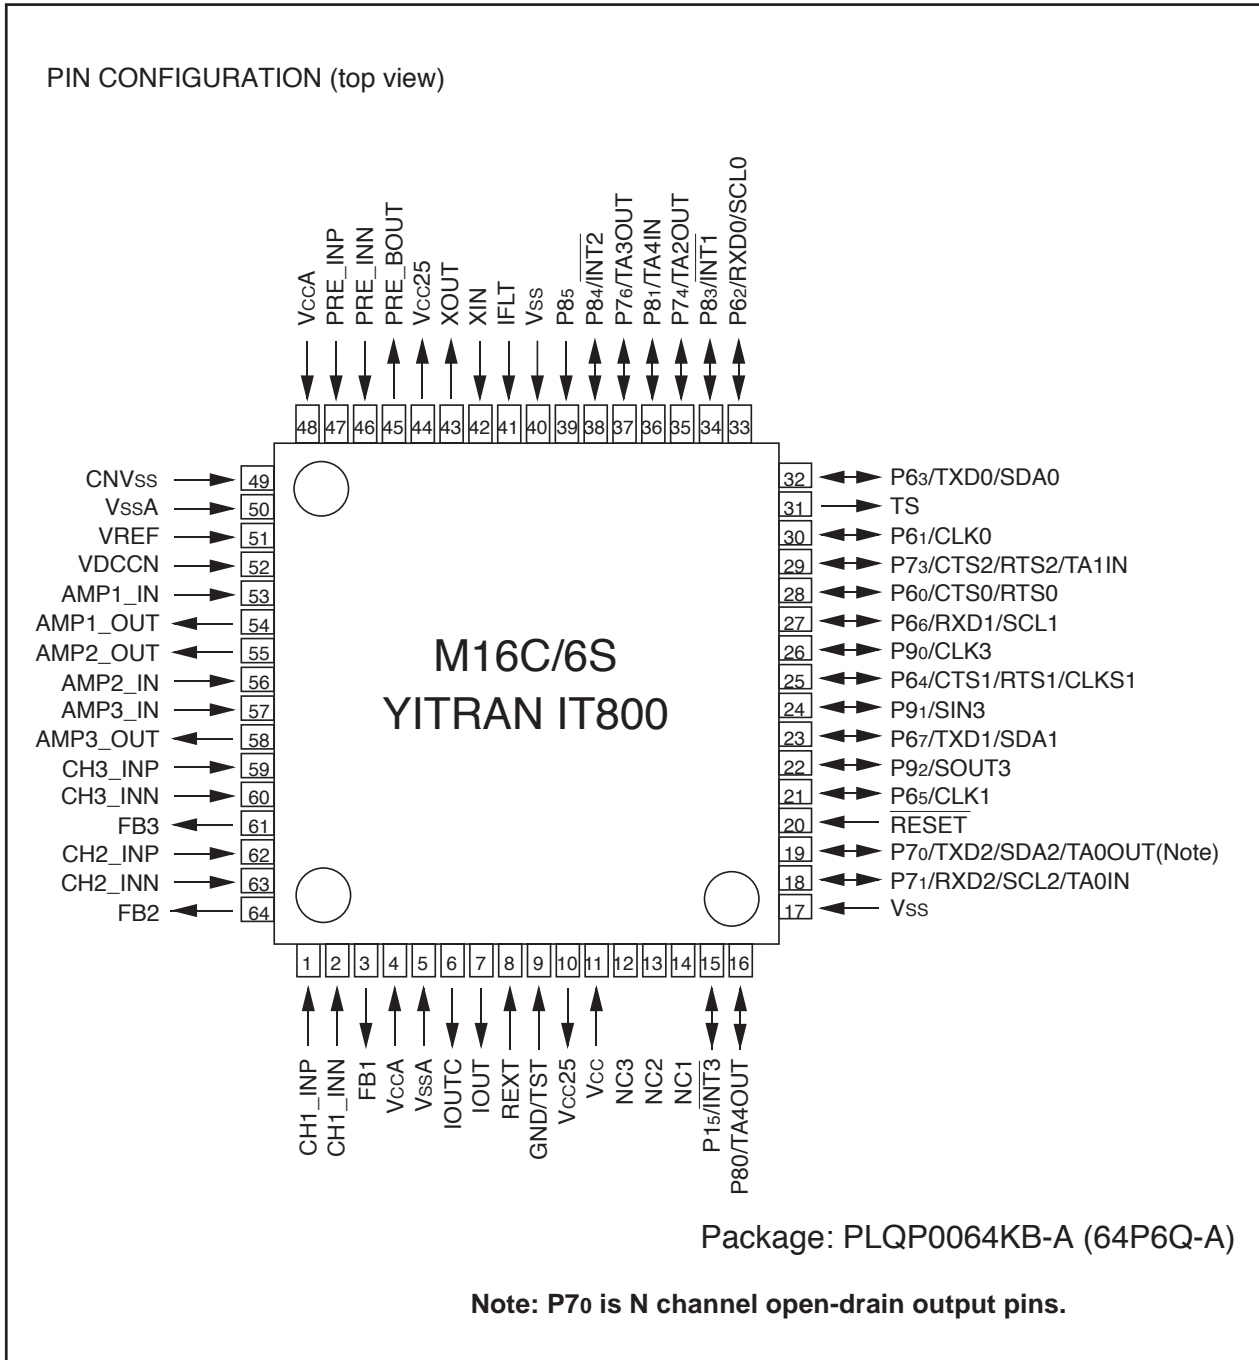 PIN CONFIGURATION (top view)
VccA
PRE_INP
PRE_INN
PRE_BOUT
Vcc25
XOUT
XIN
IFLT
Vss
P85
P84/INT2
P76/TA3OUT
P81/TA4IN
P74/TA2OUT
P83/INT1
P62/RXD0/SCL0
48 47 46 45 44 43 42 41 40 39 38 37 36 35 34 33
CNVss 49
VssA 50
VREF 51
VDCCN 52
AMP1_IN 53
AMP1_OUT 54
AMP2_OUT 55
AMP2_IN 56
AMP3_IN 57
AMP3_OUT 58
CH3_INP 59
CH3_INN 60
FB3 61
CH2_INP 62
CH2_INN 63
FB2 64
M16C/6S
YITRAN IT800
32 P63/TXD0/SDA0
31 TS
30 P61/CLK0
29 P73/CTS2/RTS2/TA1IN
28 P60/CTS0/RTS0
27 P66/RXD1/SCL1
26 P90/CLK3
25 P64/CTS1/RTS1/CLKS1
24 P91/SIN3
23 P67/TXD1/SDA1
22 P92/SOUT3
21 P65/CLK1
20 RESET
19 P70/TXD2/SDA2/TA0OUT(Note)
18 P71/RXD2/SCL2/TA0IN
17 Vss
1 2 3 4 5 6 7 8 9 10 11 12 13 14 15 16
CH1_INP
CH1_INN
FB1
VccA
VssA
IOUTC
IOUT
REXT
GND/TST
Vcc25
Vcc
NC3
NC2
NC1
P15/INT3
P80/TA4OUT
Package: PLQP0064KB-A (64P6Q-A)
Note: P70 is N channel open-drain output pins.